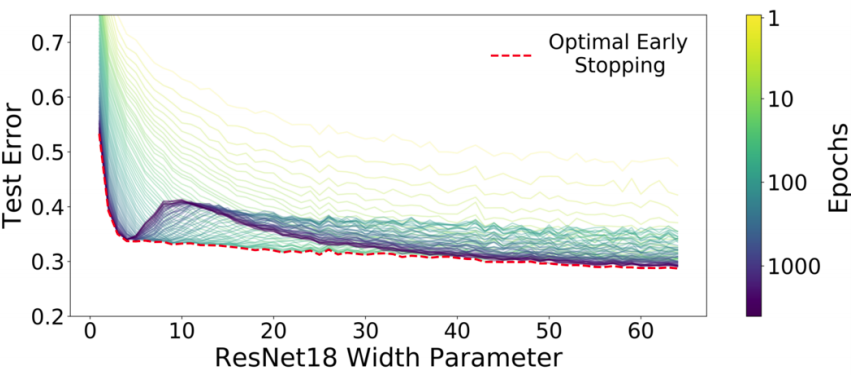 0.7
0.6
0.5
0.4
0.3
0.2
Test Error
0 10 20 30 40 50 60
ResNet18 Width Parameter
Optimal Early
Stopping
1
10
100
1000
Epochs